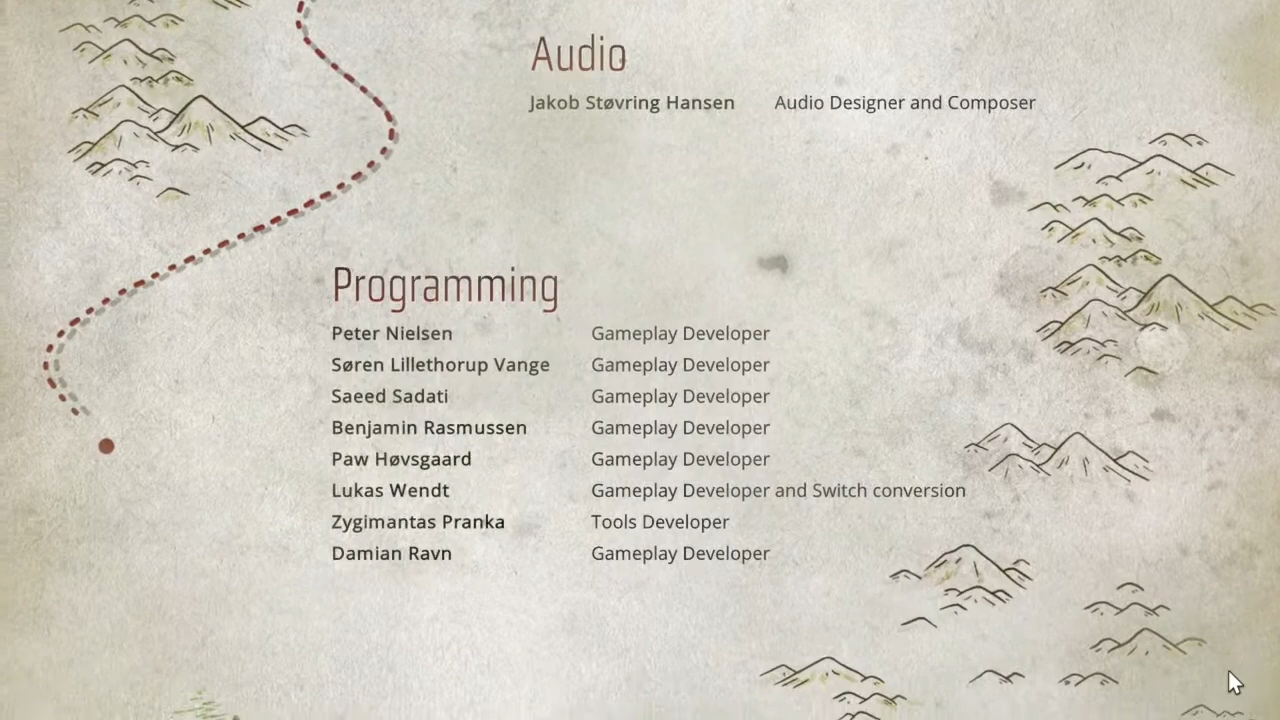 Audio
Jakob Støvring Hansen Audio Designer and Composer
Programming
Peter Nielsen Gameplay Developer
Søren Lillethorup Vange Gameplay Developer
Saeed Sadati Gameplay Developer
Benjamin Rasmussen Gameplay Developer
Paw Høvsgaard Gameplay Developer
Lukas Wendt Gameplay Developer and Switch conversion
Zygimantas Pranka Tools Developer
Damian Ravn Gameplay Developer